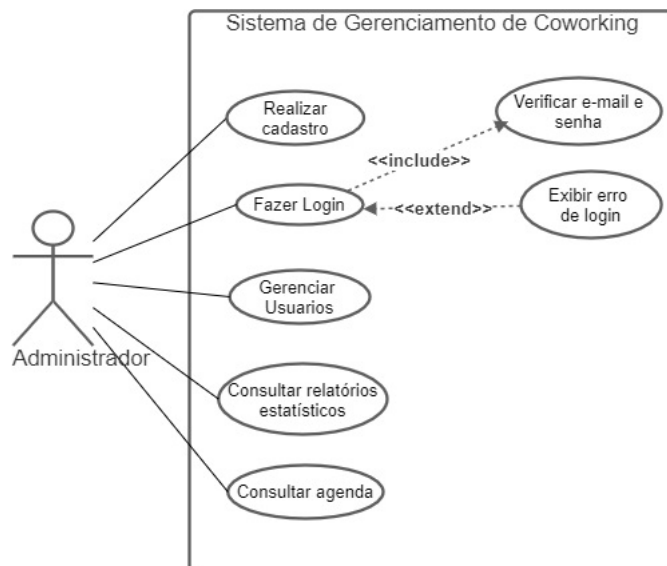 Sistema de Gerenciamento de Coworking
Realizar
cadastro
Verificar e-mail e
senha
<<include>>
Fazer Login
<<extend>>
Exibir erro
de login
Gerenciar
Usuarios
Administrador
Consultar relatórios
estatísticos
Consultar agenda